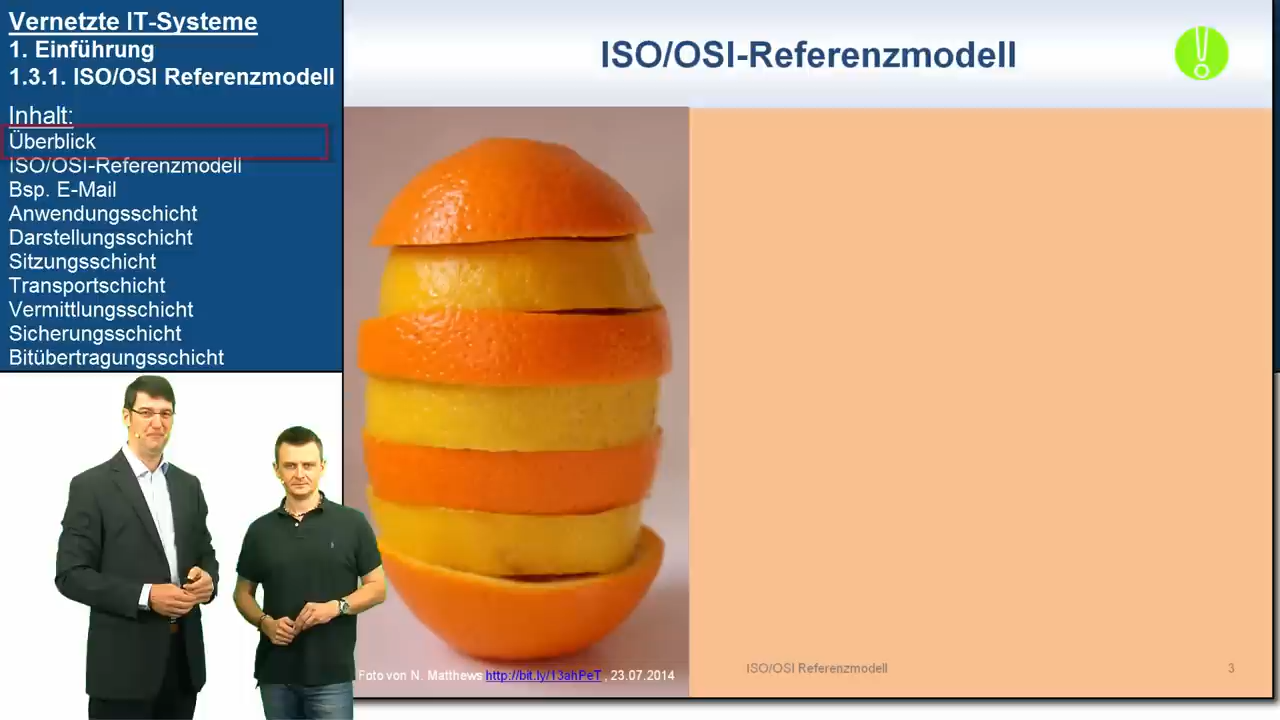 Vernetzte IT-Systeme
1. Einführung
1.3.1. ISO/OSI Referenzmodell
Inhalt:
Überblick
ISO/OSI-Referenzmodell
Bsp. E-Mail
Anwendungsschicht
Darstellungsschicht
Sitzungsschicht
Transportschicht
Vermittlungsschicht
Sicherungsschicht
Bitübertragungsschicht
ISO/OSI-Referenzmodell
Foto von N. Matthews http://bit.ly/13ahPeT , 23.07.2014
ISO/OSI Referenzmodell
3